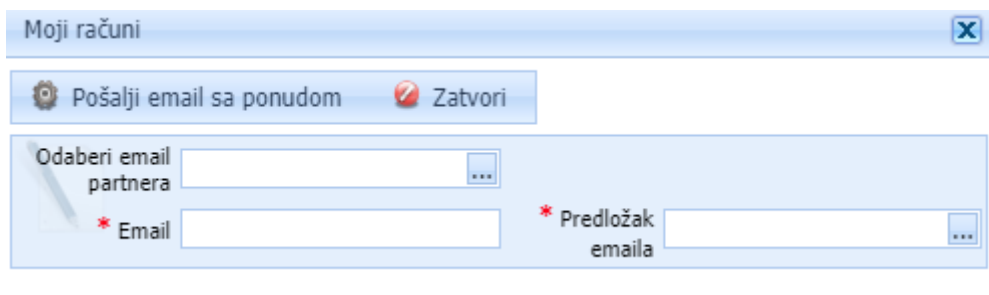 Moji računi
Pošalji email sa ponudom Zatvori
Odaberi email
partnera
...
* Email
* Predložak
emaila
...